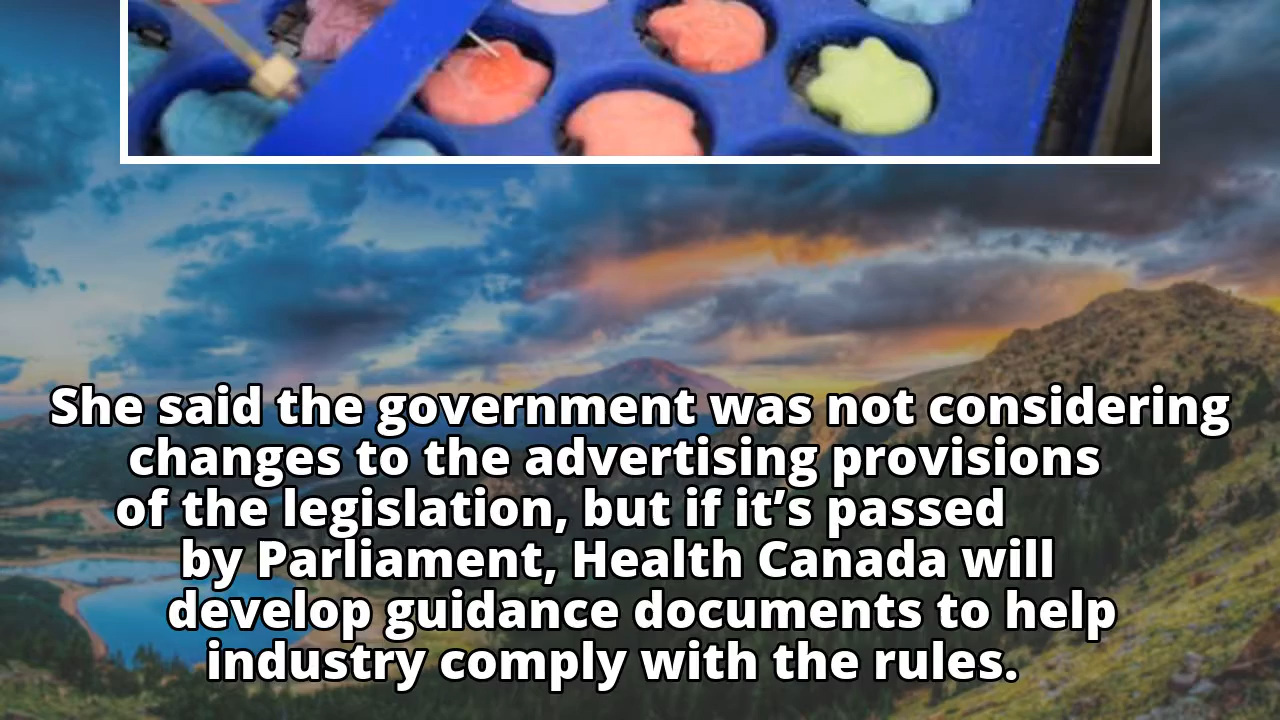 She said the government was not considering
changes to the advertising provisions
of the legislation, but if it’s passed
by Parliament, Health Canada will
develop guidance documents to help
industry comply with the rules.